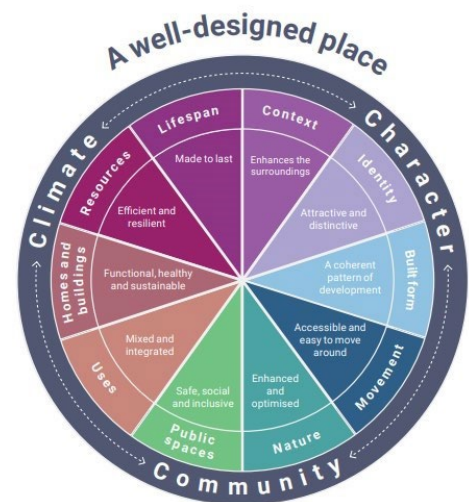 A well-designed place
Climate
Character
Community
Context
Enhances the
surroundings
Identity
Attractive and
distinctive
Built form
A coherent
pattern of
development
Movement
Accessible and
easy to move
around
Nature
Enhanced
and
optimised
Public
spaces
Safe, social
and inclusive
Uses
Mixed and
integrated
Homes and
buildings
Functional, healthy
and sustainable
Resources
Efficient and
resilient
Lifespan
Made to last